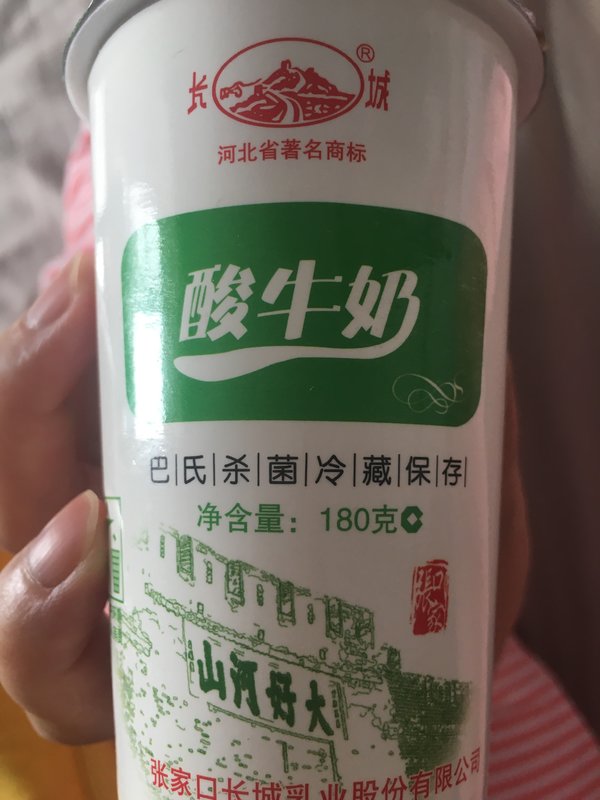 长城®
河北省著名商标
酸牛奶
巴|氏|杀|菌|冷|藏|保|存|
净含量：180克
山河好大
张家口长城乳业股份有限公司